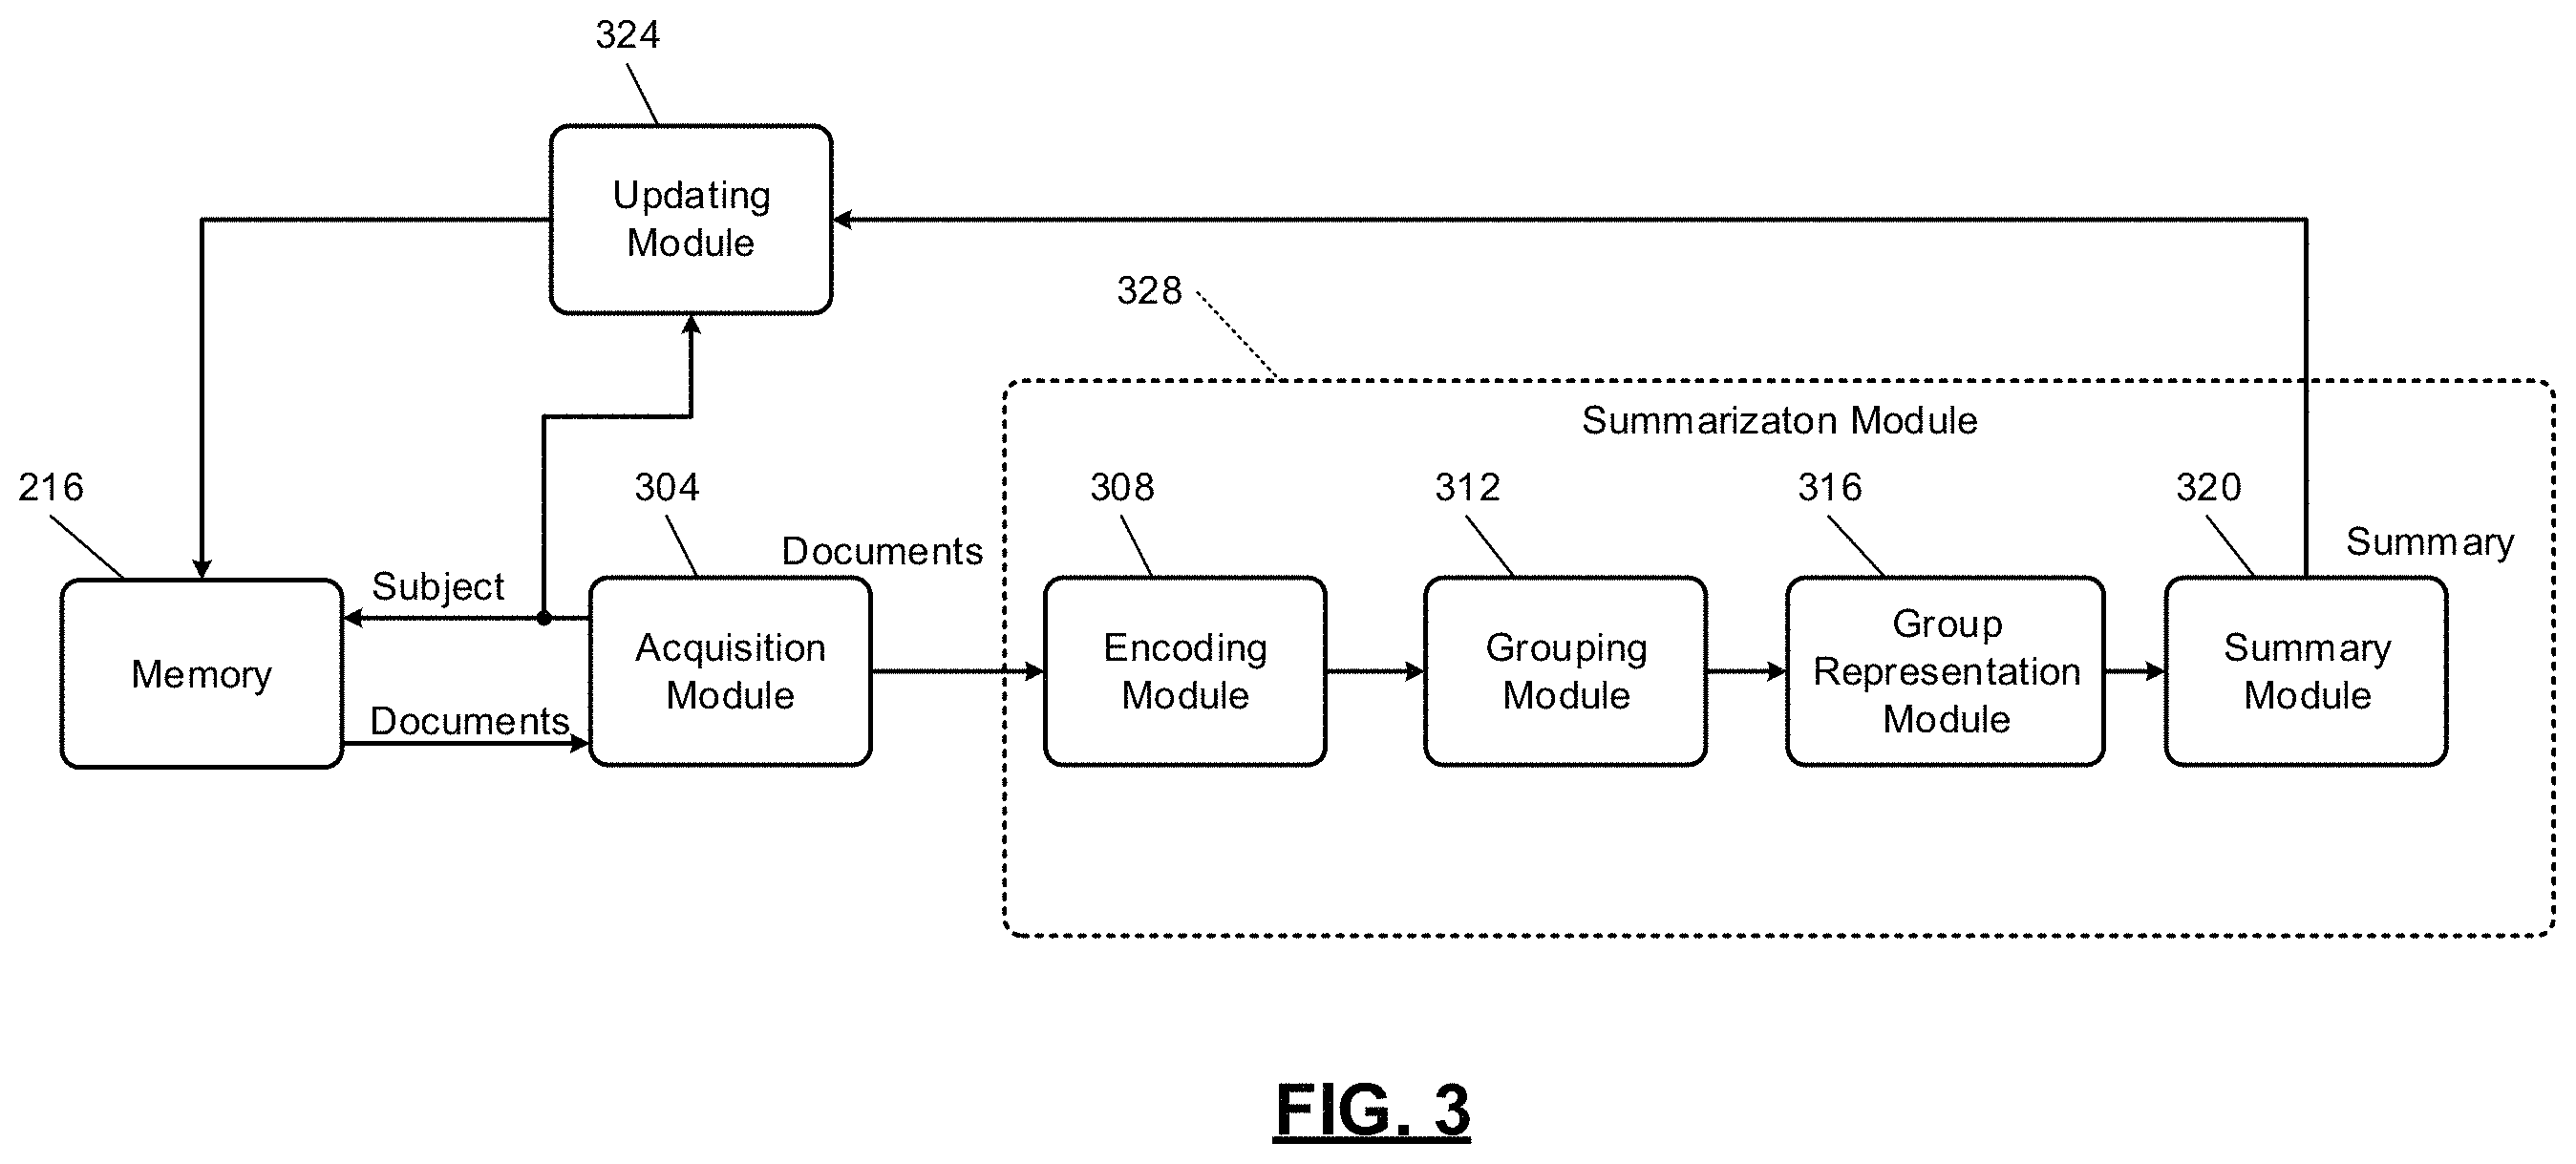 324
Updating
Module
328
Summarizaton Module
216
304
308
312
316
320
Documents
Summary
Subject
Memory
Documents
Acquisition
Module
Encoding
Module
Grouping
Module
Group
Representation
Module
Summary
Module
FIG. 3